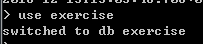 > use exercise
switched to db exercise